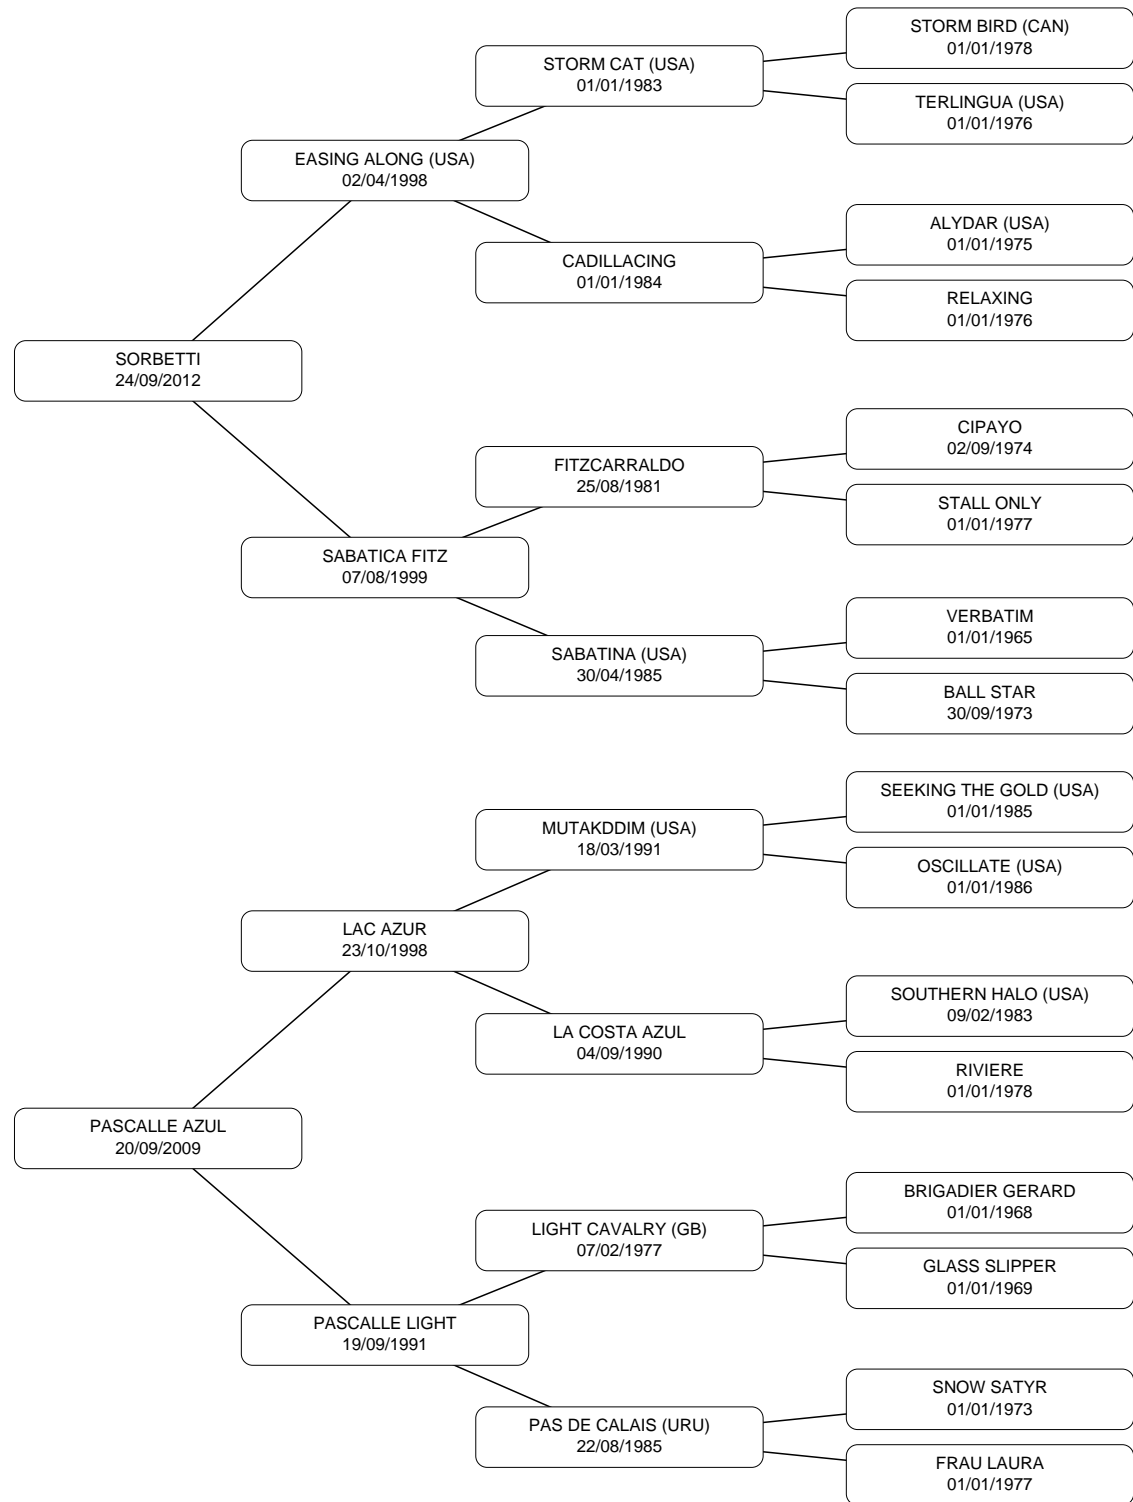 STORM BIRD (CAN)
01/01/1978
STORM CAT (USA)
01/01/1983
TERLINGUA (USA)
01/01/1976
EASING ALONG (USA)
02/04/1998
ALYDAR (USA)
01/01/1975
CADILLACING
01/01/1984
RELAXING
01/01/1976
SORBETTI
24/09/2012
CIPAYO
02/09/1974
FITZCARRALDO
25/08/1981
STALL ONLY
01/01/1977
SABATICA FITZ
07/08/1999
VERBATIM
01/01/1965
SABATINA (USA)
30/04/1985
BALL STAR
30/09/1973
SEEKING THE GOLD (USA)
01/01/1985
MUTAKDDIM (USA)
18/03/1991
OSCILLATE (USA)
01/01/1986
LAC AZUR
23/10/1998
SOUTHERN HALO (USA)
09/02/1983
LA COSTA AZUL
04/09/1990
RIVIERE
01/01/1978
PASCALLE AZUL
20/09/2009
BRIGADIER GERARD
01/01/1968
LIGHT CAVALRY (GB)
07/02/1977
GLASS SLIPPER
01/01/1969
PASCALLE LIGHT
19/09/1991
SNOW SATYR
01/01/1973
PAS DE CALAIS (URU)
22/08/1985
FRAU LAURA
01/01/1977